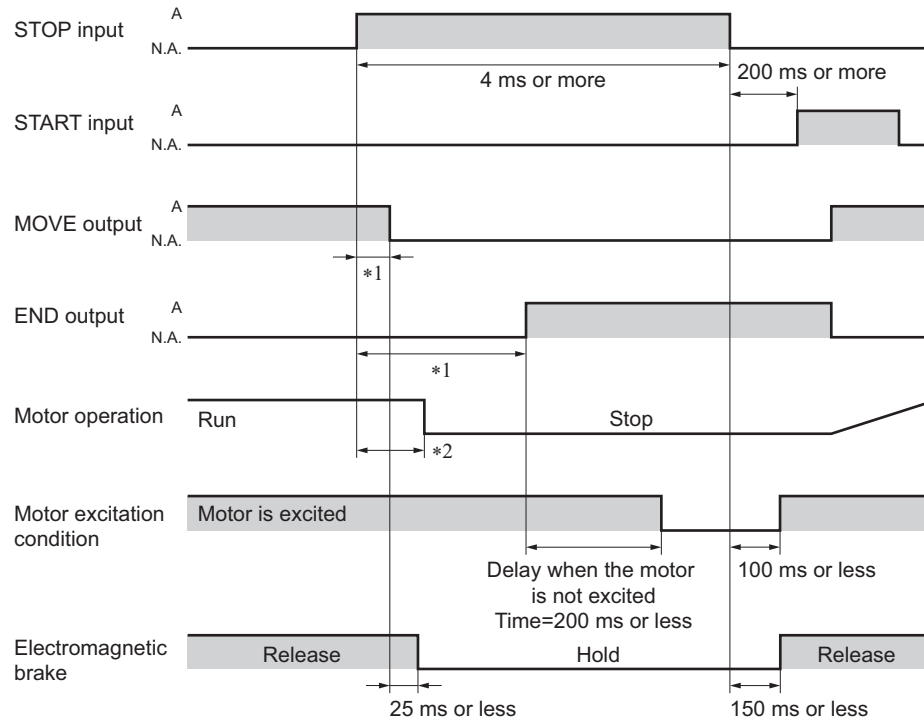 STOP input
A
N.A.
4 ms or more
200 ms or more
START input
A
N.A.
MOVE output
A
N.A.
*1
END output
A
N.A.
*1
Motor operation
Run
Stop
*2
Motor excitation
condition
Motor is excited
Delay when the motor
is not excited
Time=200 ms or less
100 ms or less
Electromagnetic
brake
Release
Hold
Release
25 ms or less
150 ms or less